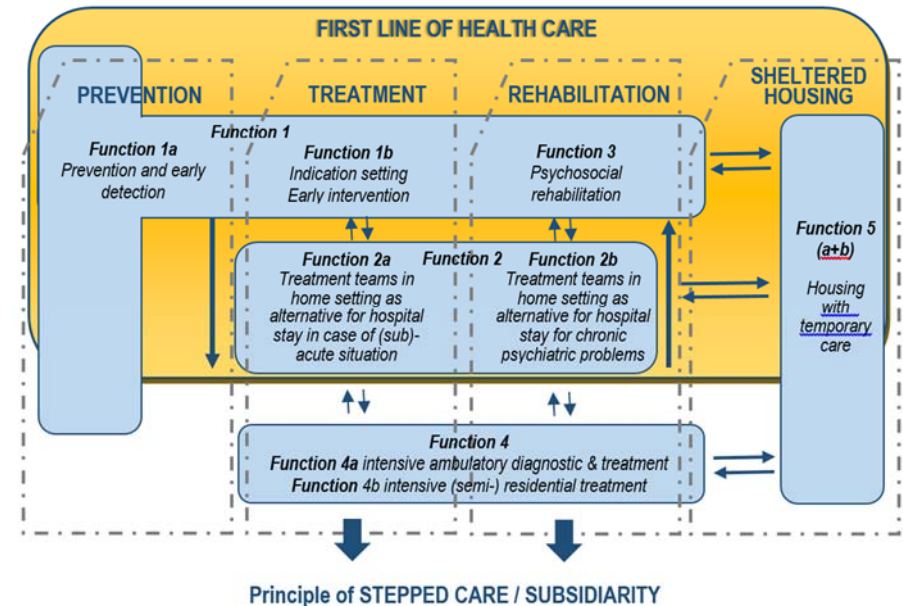 FIRST LINE OF HEALTH CARE
PREVENTION
TREATMENT
REHABILITATION
SHELTERED
HOUSING
Function 1
Function 1a
Prevention and early
detection
Function 1b
Indication setting
Early intervention
Function 3
Psychosocial
rehabilitation
Function 2
Function 2a
Treatment teams in
home setting as
alternative for hospital
stay in case of (sub)-
acute situation
Function 2b
Treatment teams in
home setting as
alternative for hospital
stay for chronic
psychiatric problems
Function 5
(a+b)
Housing
with
temporary
care
Function 4
Function 4a intensive ambulatory diagnostic & treatment
Function 4b intensive (semi-) residential treatment
Principle of STEPPED CARE / SUBSIDIARITY